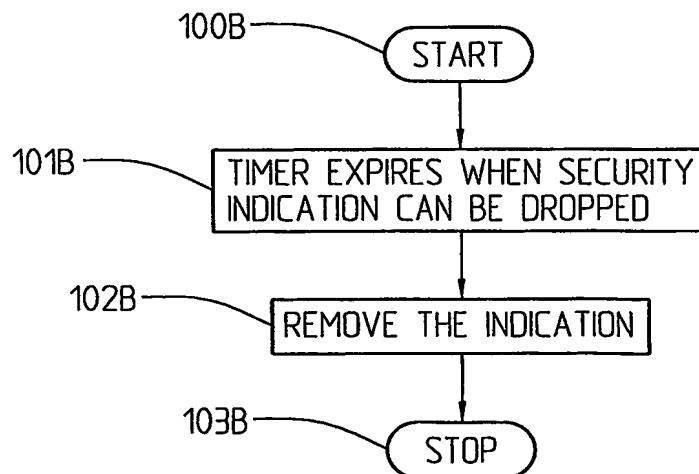 100B
START
101B
TIMER EXPIRES WHEN SECURITY
INDICATION CAN BE DROPPED
102B
REMOVE THE INDICATION
103B
STOP